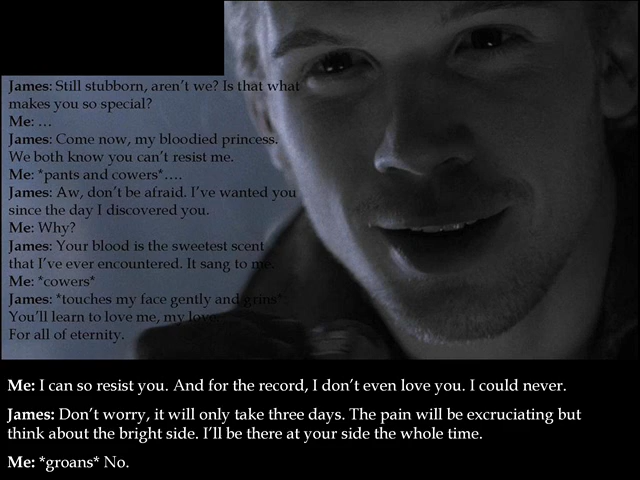 James: Still stubborn, aren't we? Is that what
makes you so special?
Me: …
James: Come now, my bloodied princess.
We both know you can't resist me.
Me: *pants and cowers*….
James: Aw, don't be afraid. I've wanted you
since the day I discovered you.
Me: Why?
James: Your blood is the sweetest scent
that I've ever encountered. It sang to me.
Me: *cowers*
James: *touches my face gently and grins*
You'll learn to love me, my love.
For all of eternity.
Me: I can so resist you. And for the record, I don't even love you. I could never.
James: Don't worry, it will only take three days. The pain will be excruciating but
think about the bright side. I'll be there at your side the whole time.
Me: *groans* No.